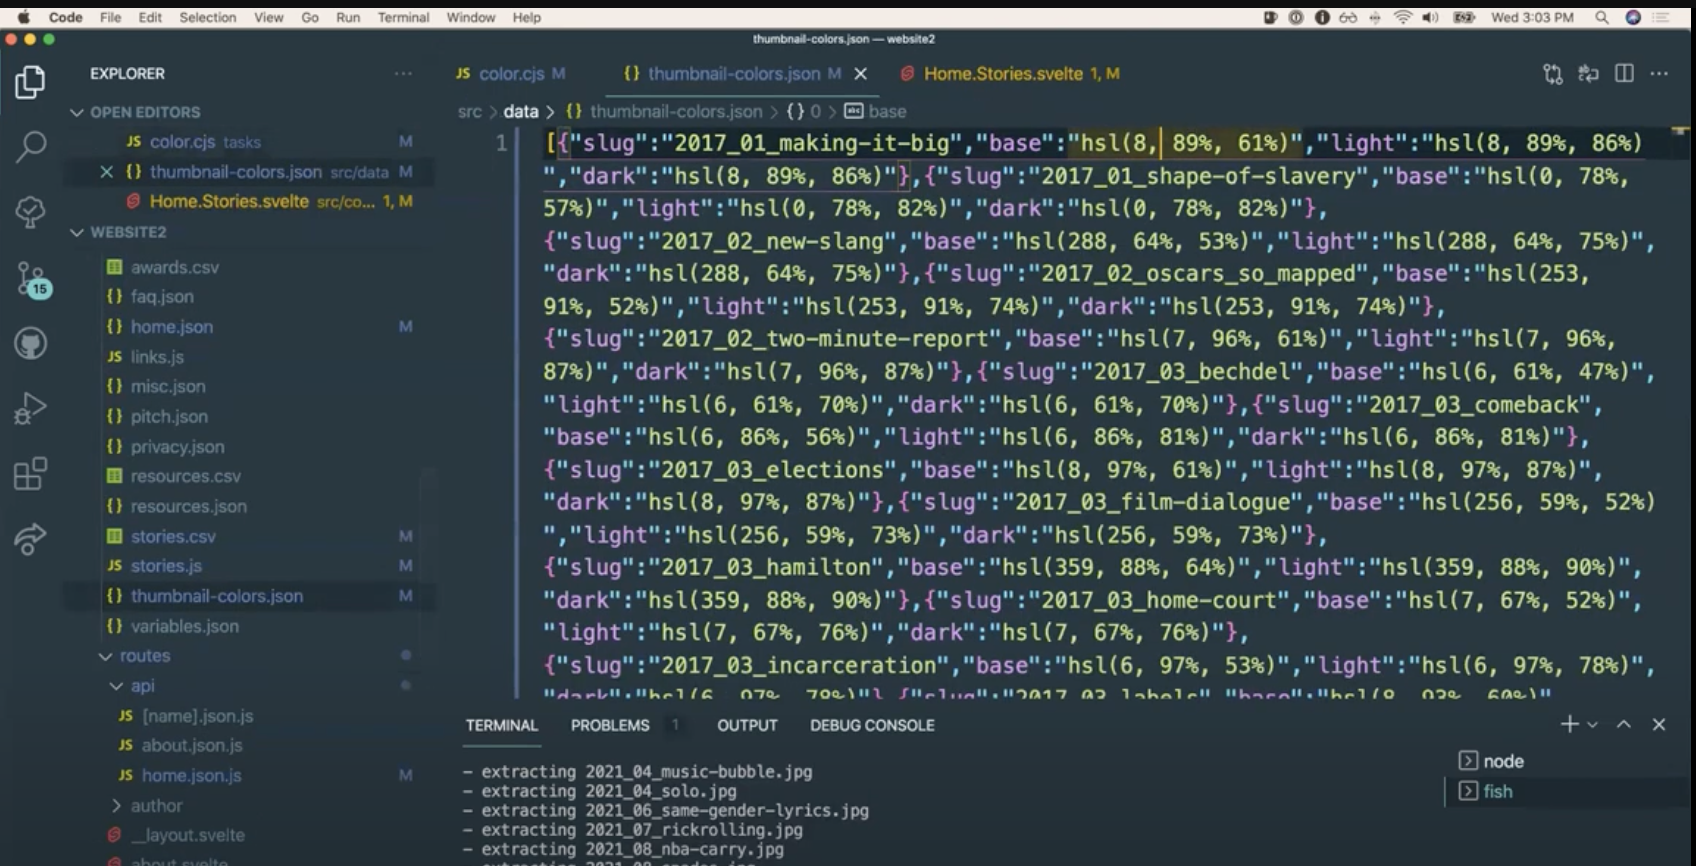 Code File Edit Selection View Go Run Terminal Window Help Wed 3:03 PM
thumbnail-colors.json — website2
EXPLORER ···
JS color.cjs M {} thumbnail-colors.json M × Home.Stories.svelte 1, M ···
OPEN EDITORS
src > data > {} thumbnail-colors.json > {} 0 > abc base
JS color.cjs tasks M
× {} thumbnail-colors.json src/data M
Home.Stories.svelte src/co... 1, M
WEBSITE2
awards.csv
{} faq.json
15
{} home.json M
JS links.js
{} misc.json
{} pitch.json
{} privacy.json
resources.csv
{} resources.json
stories.csv M
JS stories.js M
{} thumbnail-colors.json M
{} variables.json
routes
api
JS [name].json.js
JS about.json.js
JS home.json.js M
> author
__layout.svelte
about.svelte
1
[{"slug":"2017_01_making-it-big","base":"hsl(8, 89%, 61%)","light":"hsl(8, 89%, 86%)
","dark":"hsl(8, 89%, 86%)"},{"slug":"2017_01_shape-of-slavery","base":"hsl(0, 78%,
57%)","light":"hsl(0, 78%, 82%)","dark":"hsl(0, 78%, 82%)"},
{"slug":"2017_02_new-slang","base":"hsl(288, 64%, 53%)","light":"hsl(288, 64%, 75%)",
"dark":"hsl(288, 64%, 75%)"},{"slug":"2017_02_oscars_so_mapped","base":"hsl(253,
91%, 52%)","light":"hsl(253, 91%, 74%)","dark":"hsl(253, 91%, 74%)"},
{"slug":"2017_02_two-minute-report","base":"hsl(7, 96%, 61%)","light":"hsl(7, 96%,
87%)","dark":"hsl(7, 96%, 87%)"},{"slug":"2017_03_bechdel","base":"hsl(6, 61%, 47%)",
"light":"hsl(6, 61%, 70%)","dark":"hsl(6, 61%, 70%)"},{"slug":"2017_03_comeback",
"base":"hsl(6, 86%, 56%)","light":"hsl(6, 86%, 81%)","dark":"hsl(6, 86%, 81%)"},
{"slug":"2017_03_elections","base":"hsl(8, 97%, 61%)","light":"hsl(8, 97%, 87%)",
"dark":"hsl(8, 97%, 87%)"},{"slug":"2017_03_film-dialogue","base":"hsl(256, 59%, 52%)
","light":"hsl(256, 59%, 73%)","dark":"hsl(256, 59%, 73%)"},
{"slug":"2017_03_hamilton","base":"hsl(359, 88%, 64%)","light":"hsl(359, 88%, 90%)",
"dark":"hsl(359, 88%, 90%)"},{"slug":"2017_03_home-court","base":"hsl(7, 67%, 52%)",
"light":"hsl(7, 67%, 76%)","dark":"hsl(7, 67%, 76%)"},
{"slug":"2017_03_incarceration","base":"hsl(6, 97%, 53%)","light":"hsl(6, 97%, 78%)",
"dark":"hsl(6, 97%, 78%)"},{"slug":"2017_03_labels","base":"hsl(8, 93%, 60%)"
TERMINAL PROBLEMS 1 OUTPUT DEBUG CONSOLE
- extracting 2021_04_music-bubble.jpg
- extracting 2021_04_solo.jpg
- extracting 2021_06_same-gender-lyrics.jpg
- extracting 2021_07_rickrolling.jpg
- extracting 2021_08_nba-carry.jpg
node
fish